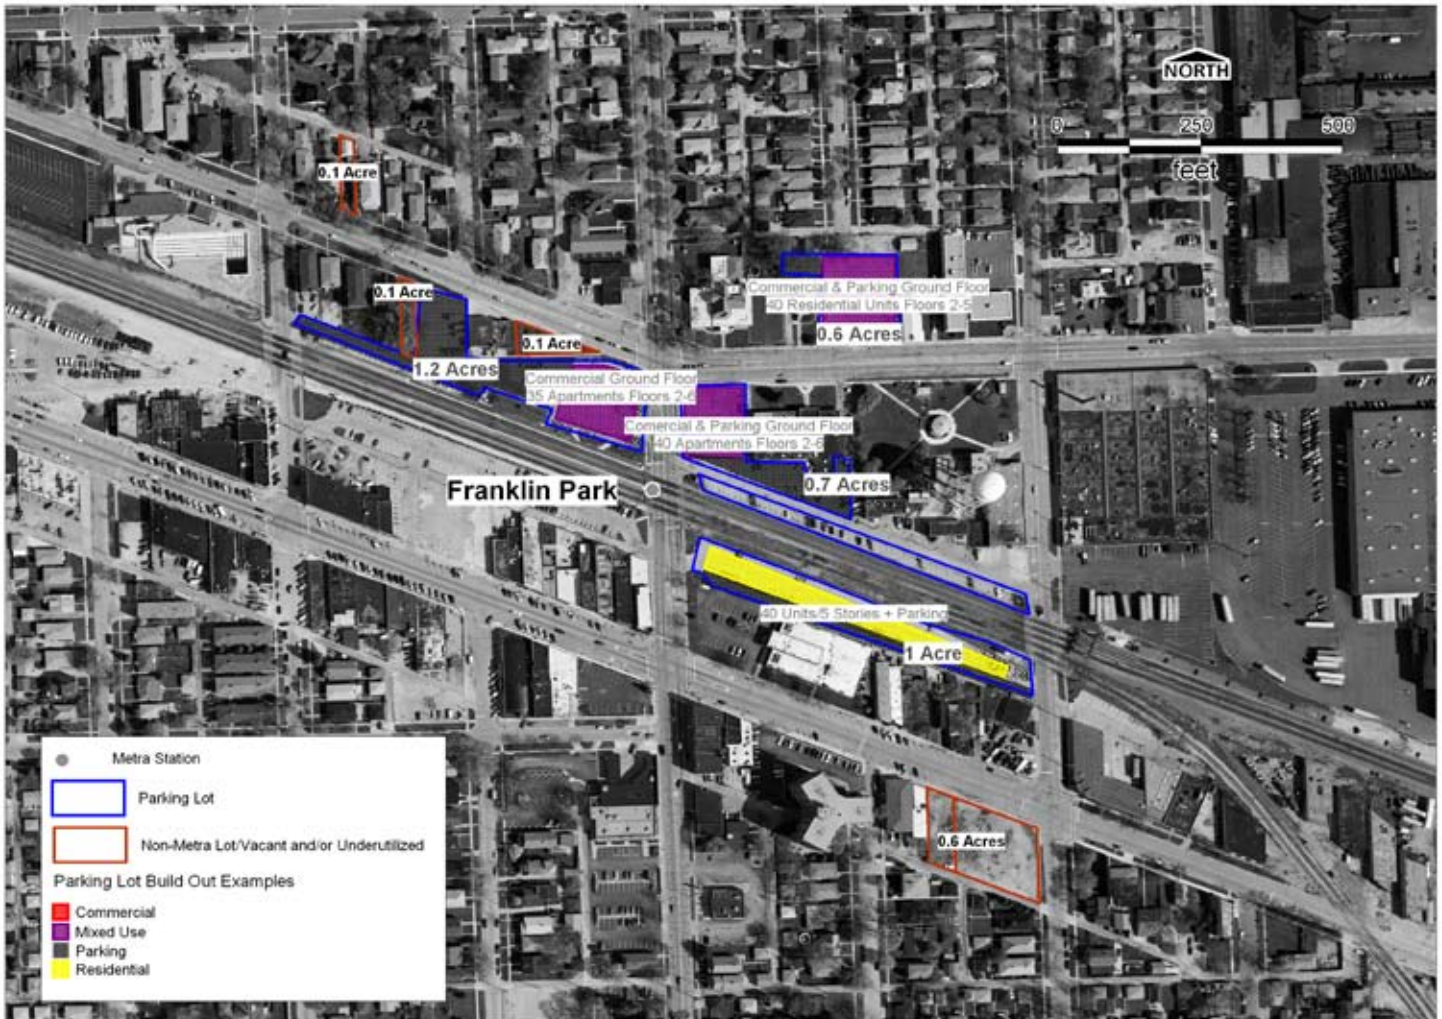 NORTH
0 250 500
feet
0.1 Acre
0.1 Acre
0.1 Acre
1.2 Acres
Commercial & Parking Ground Floor
40 Residential Units Floors 2-5
0.6 Acres
Commercial Ground Floor
35 Apartments Floors 2-6
Comercial & Parking Ground Floor
40 Apartments Floors 2-6
0.7 Acres
Franklin Park
40 Units/5 Stories + Parking
1 Acre
0.6 Acres
Metra Station
Parking Lot
Non-Metra Lot/Vacant and/or Underutilized
Parking Lot Build Out Examples
Commercial
Mixed Use
Parking
Residential